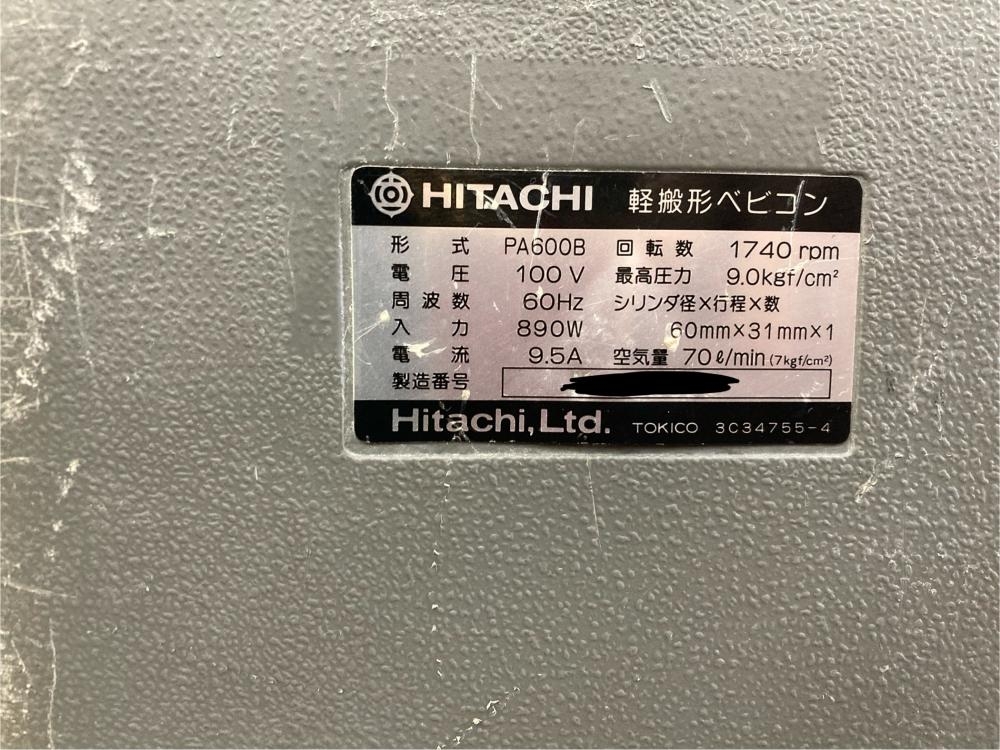 HITACHI 軽搬形ベビコン
形式 PA600B 回転数 1740 rpm
電圧 100 V 最高圧力 9.0kgf/cm²
周波数 60Hz シリンダ径×行程×数
入力 890W 60mm×31mm×1
電流 9.5A 空気量 70ℓ/min (7kgf/cm²)
製造番号
Hitachi, Ltd. TOKICO 3C34755-4